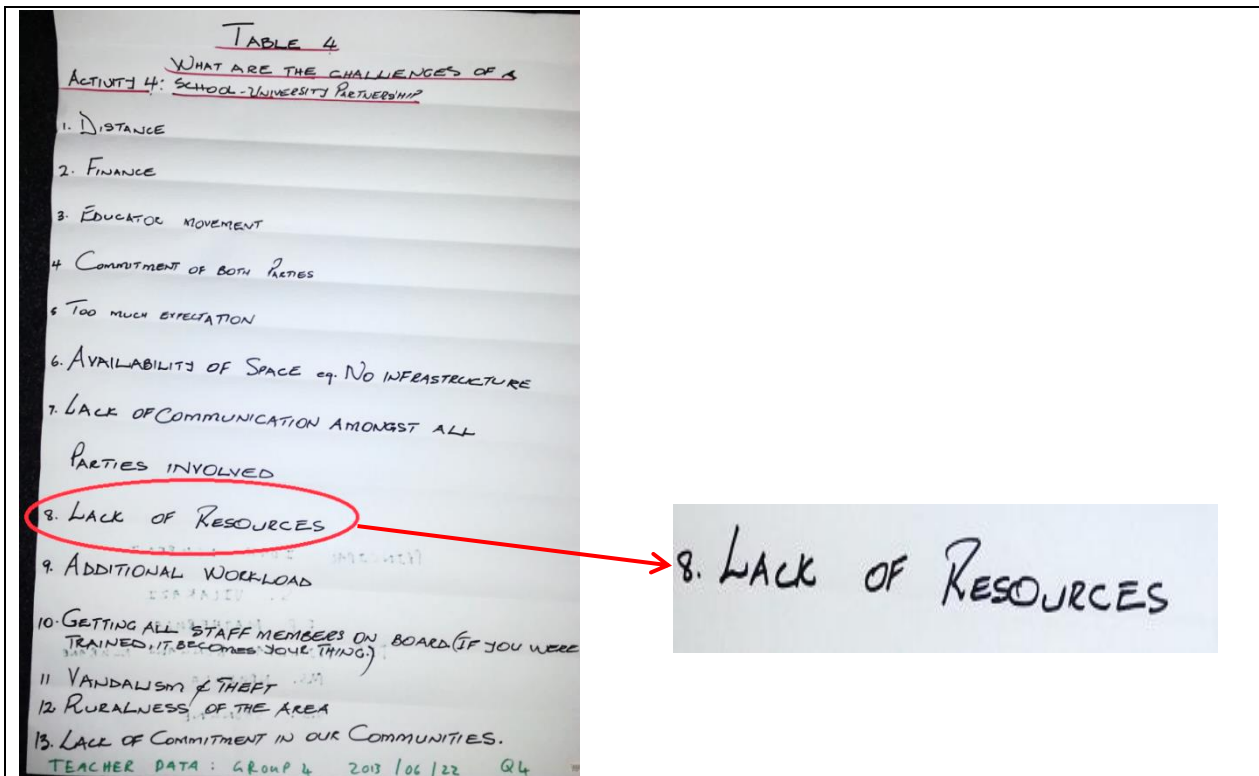 TABLE 4
WHAT ARE THE CHALLENGES OF A
ACTIVITY 4: SCHOOL-UNIVERSITY PARTNERSHIP
1. DISTANCE
2. FINANCE
3. EDUCATOR MOVEMENT
4 COMMITMENT OF BOTH PARTIES
5 TOO MUCH EXPECTATION
6. AVAILABILITY OF SPACE eg. NO INFRASTRUCTURE
7. LACK OF COMMUNICATION AMONGST ALL
PARTIES INVOLVED
8. LACK OF RESOURCES
9. ADDITIONAL WORKLOAD
10. GETTING ALL STAFF MEMBERS ON BOARD (IF YOU WERE
TRAINED, IT BECOMES YOUR THING)
11 VANDALISM & THEFT
12 RURALNESS OF THE AREA
13. LACK OF COMMITMENT IN OUR COMMUNITIES.
TEACHER DATA: GROUP 4 2013/06/22 Q4
8. LACK OF RESOURCES